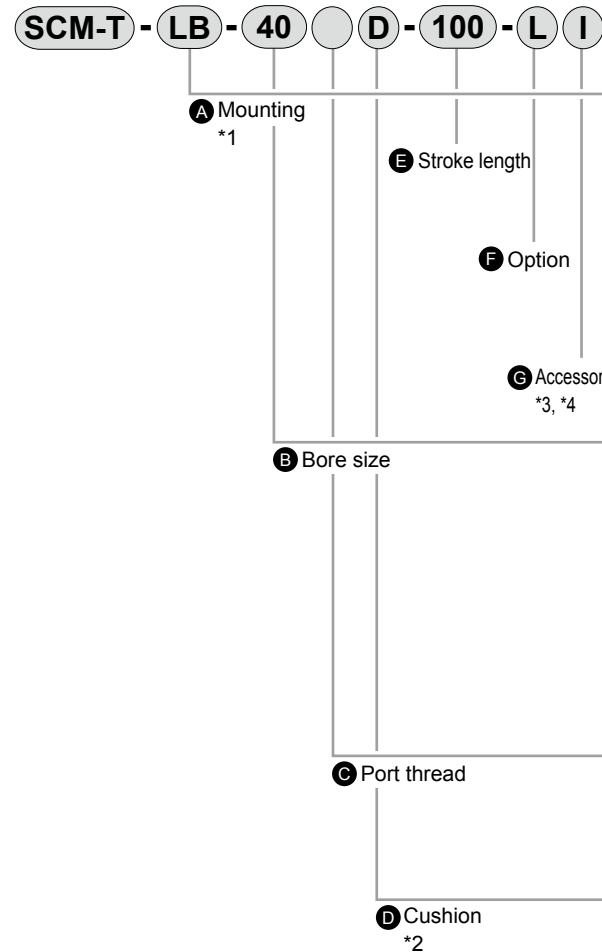 SCM-T - LB - 40 D - 100 - L I
A Mounting
*1
E Stroke length
F Option
G Accessor
*3, *4
B Bore size
C Port thread
D Cushion
*2